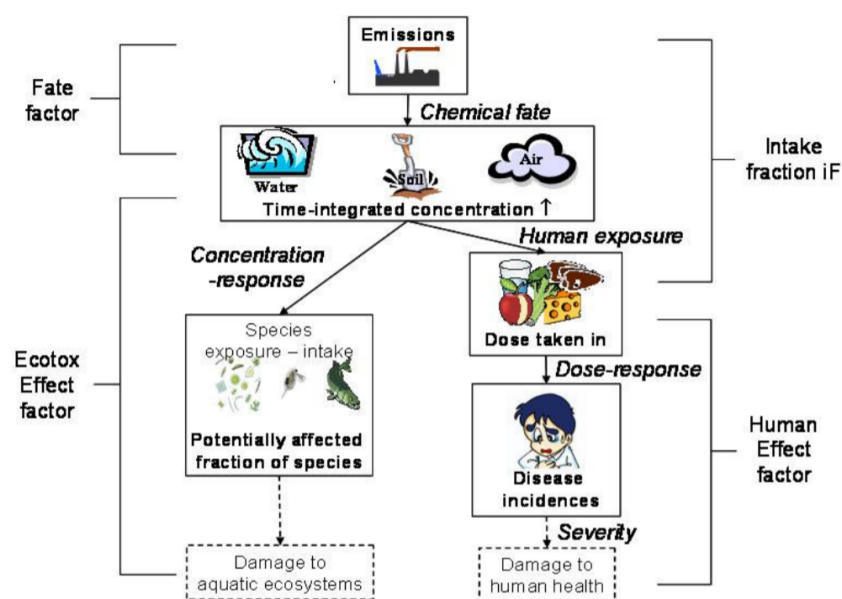 Emissions
Fate
factor
Chemical fate
Water
Soil
Air
Time-integrated concentration ↑
Intake
fraction iF
Concentration
-response
Human exposure
Species
exposure – intake
Dose taken in
Ecotox
Effect
factor
Dose-response
Potentially affected
fraction of species
Human
Effect
factor
Disease
incidences
Severity
Damage to
aquatic ecosystems
Damage to
human health